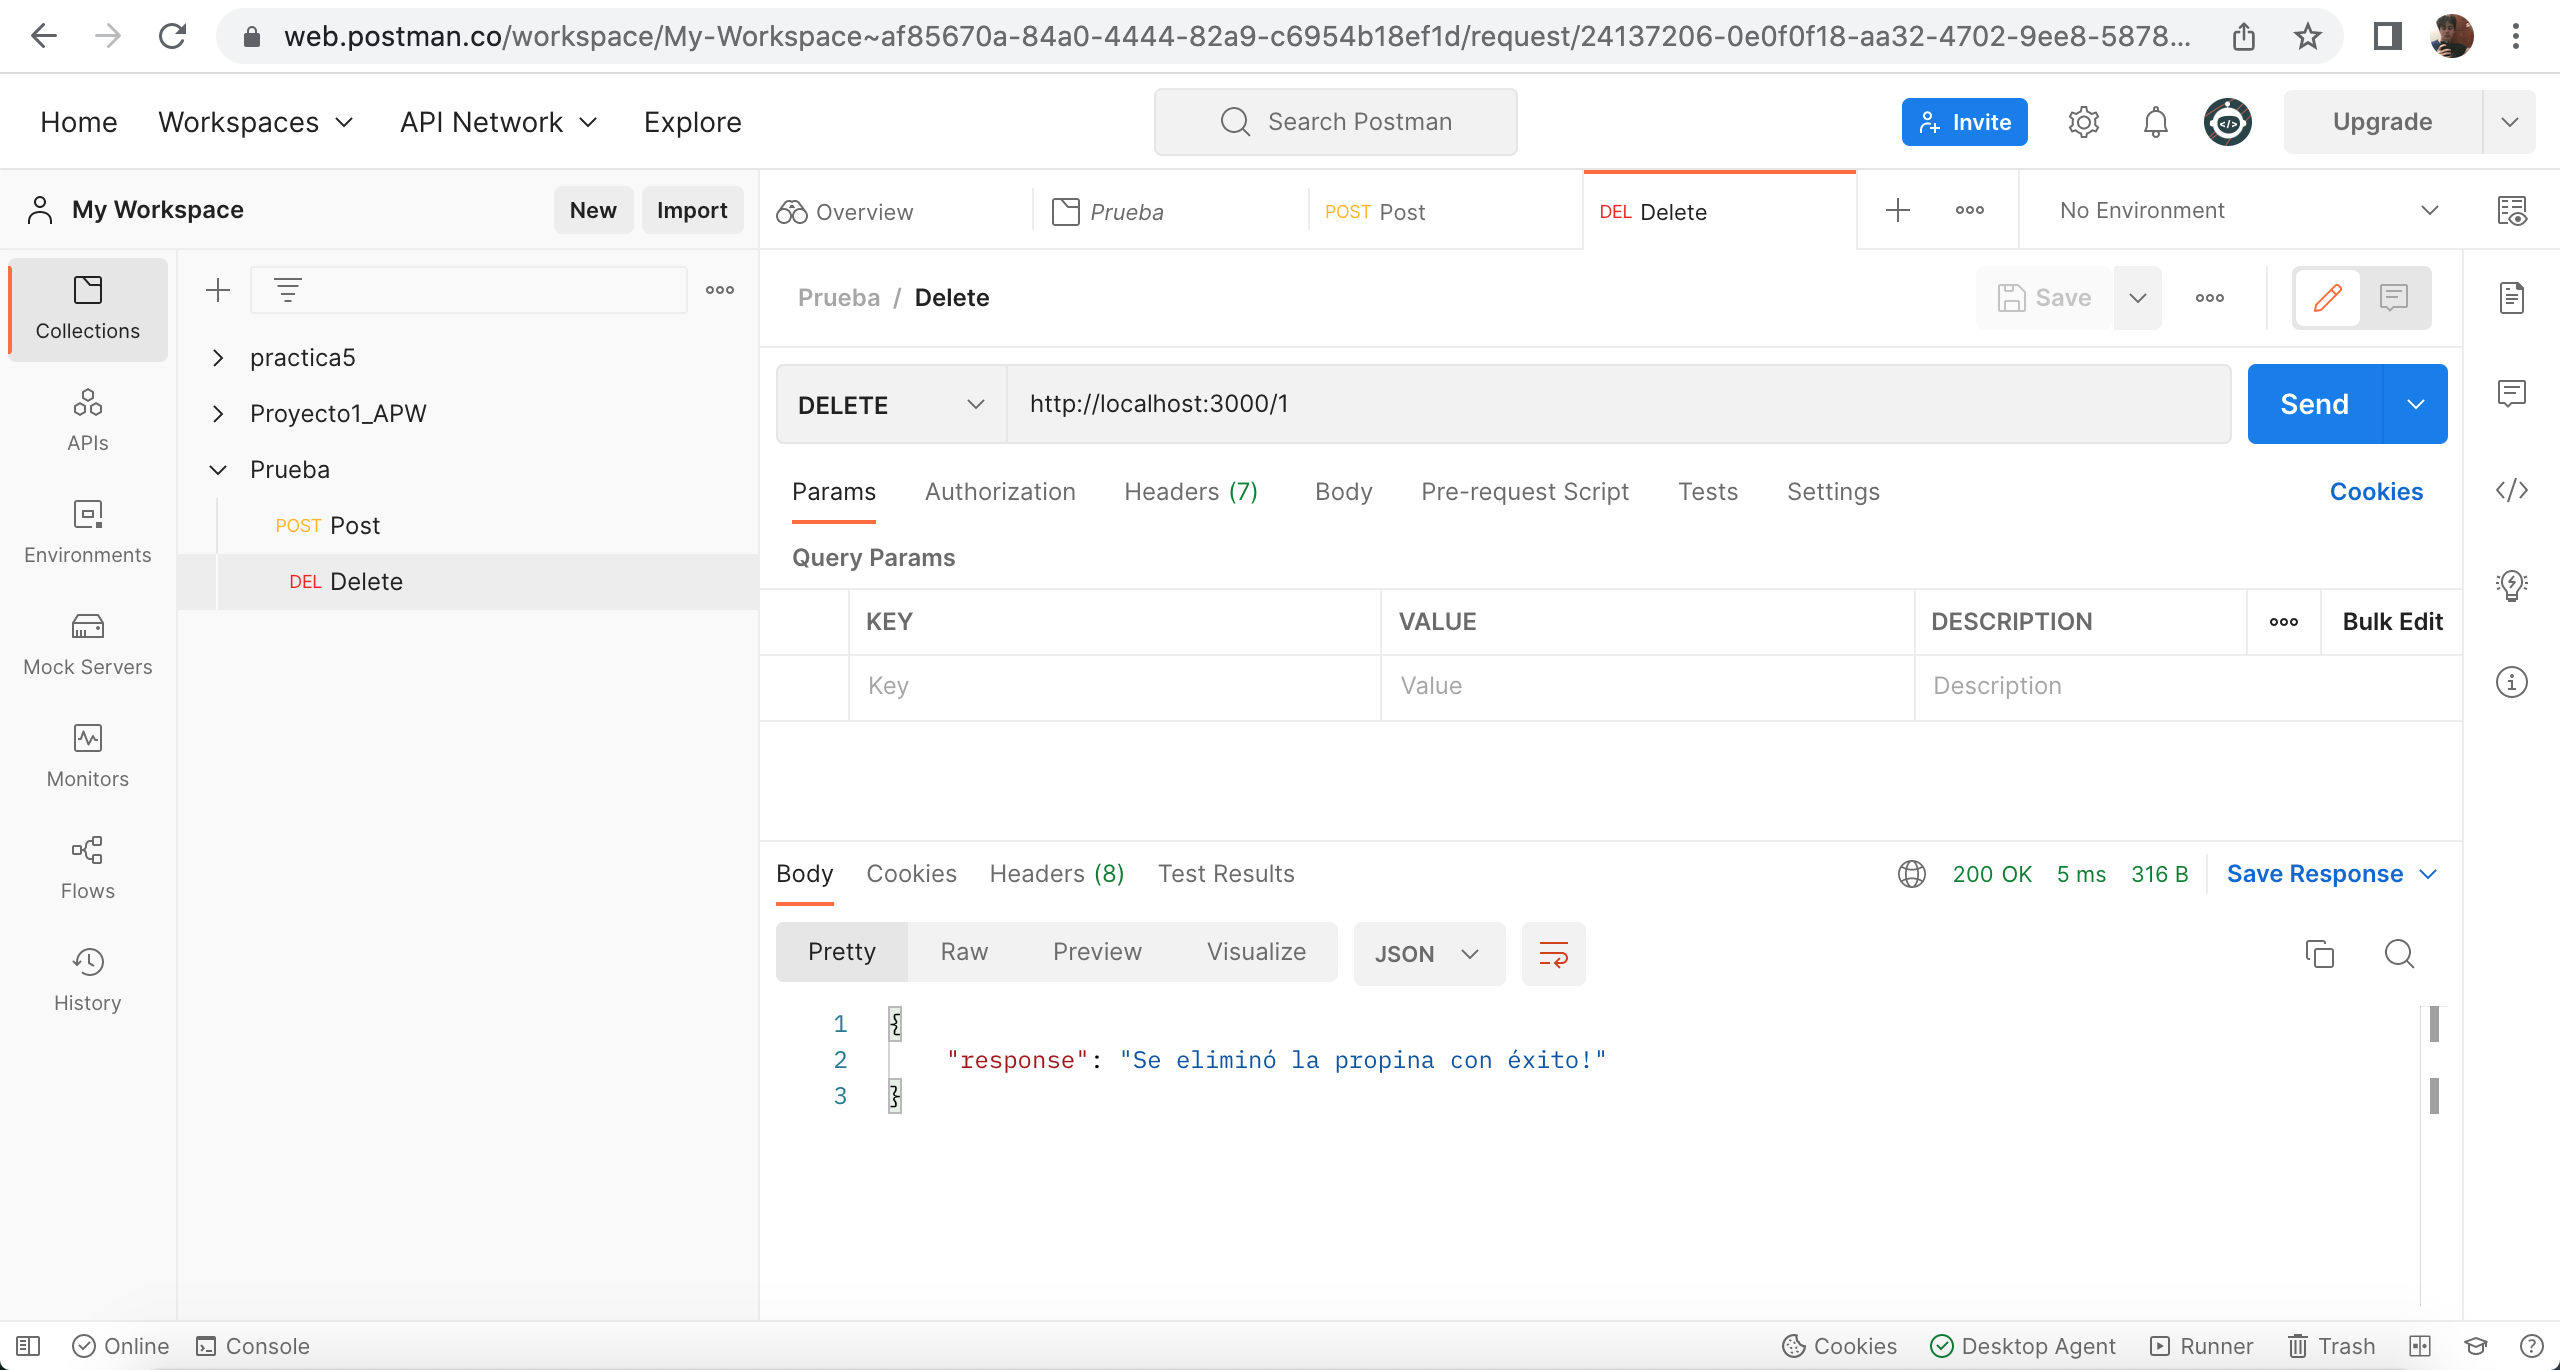 web.postman.co/workspace/My-Workspace~af85670a-84a0-4444-82a9-c6954b18ef1d/request/24137206-0e0f0f18-aa32-4702-9ee8-5878...
Home Workspaces API Network Explore Search Postman Invite Upgrade
My Workspace New Import
Overview Prueba POST Post DEL Delete No Environment
Collections
APIs
Environments
Mock Servers
Monitors
Flows
History
practica5
Proyecto1_APW
Prueba
POST Post
DEL Delete
Prueba / Delete Save
DELETE http://localhost:3000/1 Send
Params Authorization Headers (7) Body Pre-request Script Tests Settings Cookies
Query Params
KEY VALUE DESCRIPTION Bulk Edit
Key Value Description
Body Cookies Headers (8) Test Results 200 OK 5 ms 316 B Save Response
Pretty Raw Preview Visualize JSON
1 {
2 "response": "Se eliminó la propina con éxito!"
3 }
Online Console Cookies Desktop Agent Runner Trash